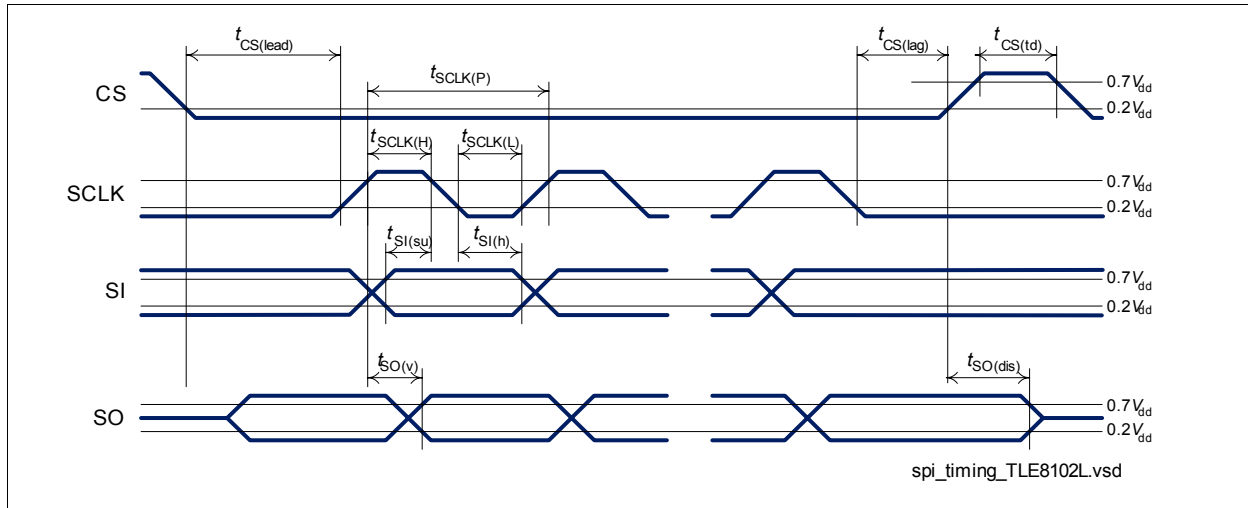 tCS(lead)
tCS(lag)
tCS(td)
CS
tSCLK(P)
0.7Vdd
0.2Vdd
tSCLK(H)
tSCLK(L)
SCLK
0.7Vdd
0.2Vdd
tSI(su)
tSI(h)
SI
0.7Vdd
0.2Vdd
tSO(v)
tSO(dis)
SO
0.7Vdd
0.2Vdd
spi_timing_TLE8102L.vsd